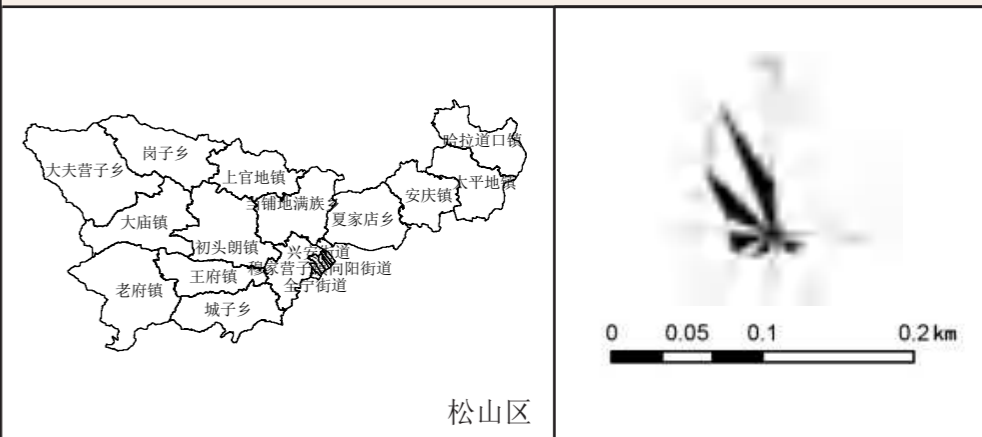 哈拉道口镇
岗子乡
大夫营子乡
上官地镇
太平地镇
安庆镇
当铺地满族乡
大庙镇
夏家店乡
初头朗镇
兴安街道
穆家营子镇
向阳街道
王府镇
全宁街道
老府镇
城子乡
松山区
0 0.05 0.1 0.2 km